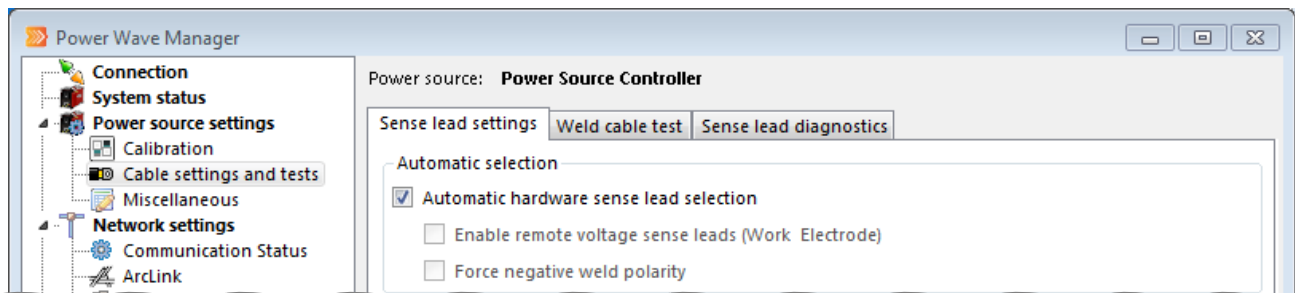 Power Wave Manager
Connection
System status
Power source settings
Calibration
Cable settings and tests
Miscellaneous
Network settings
Communication Status
ArcLink
Power source: Power Source Controller
Sense lead settings Weld cable test Sense lead diagnostics
Automatic selection
Automatic hardware sense lead selection
Enable remote voltage sense leads (Work Electrode)
Force negative weld polarity